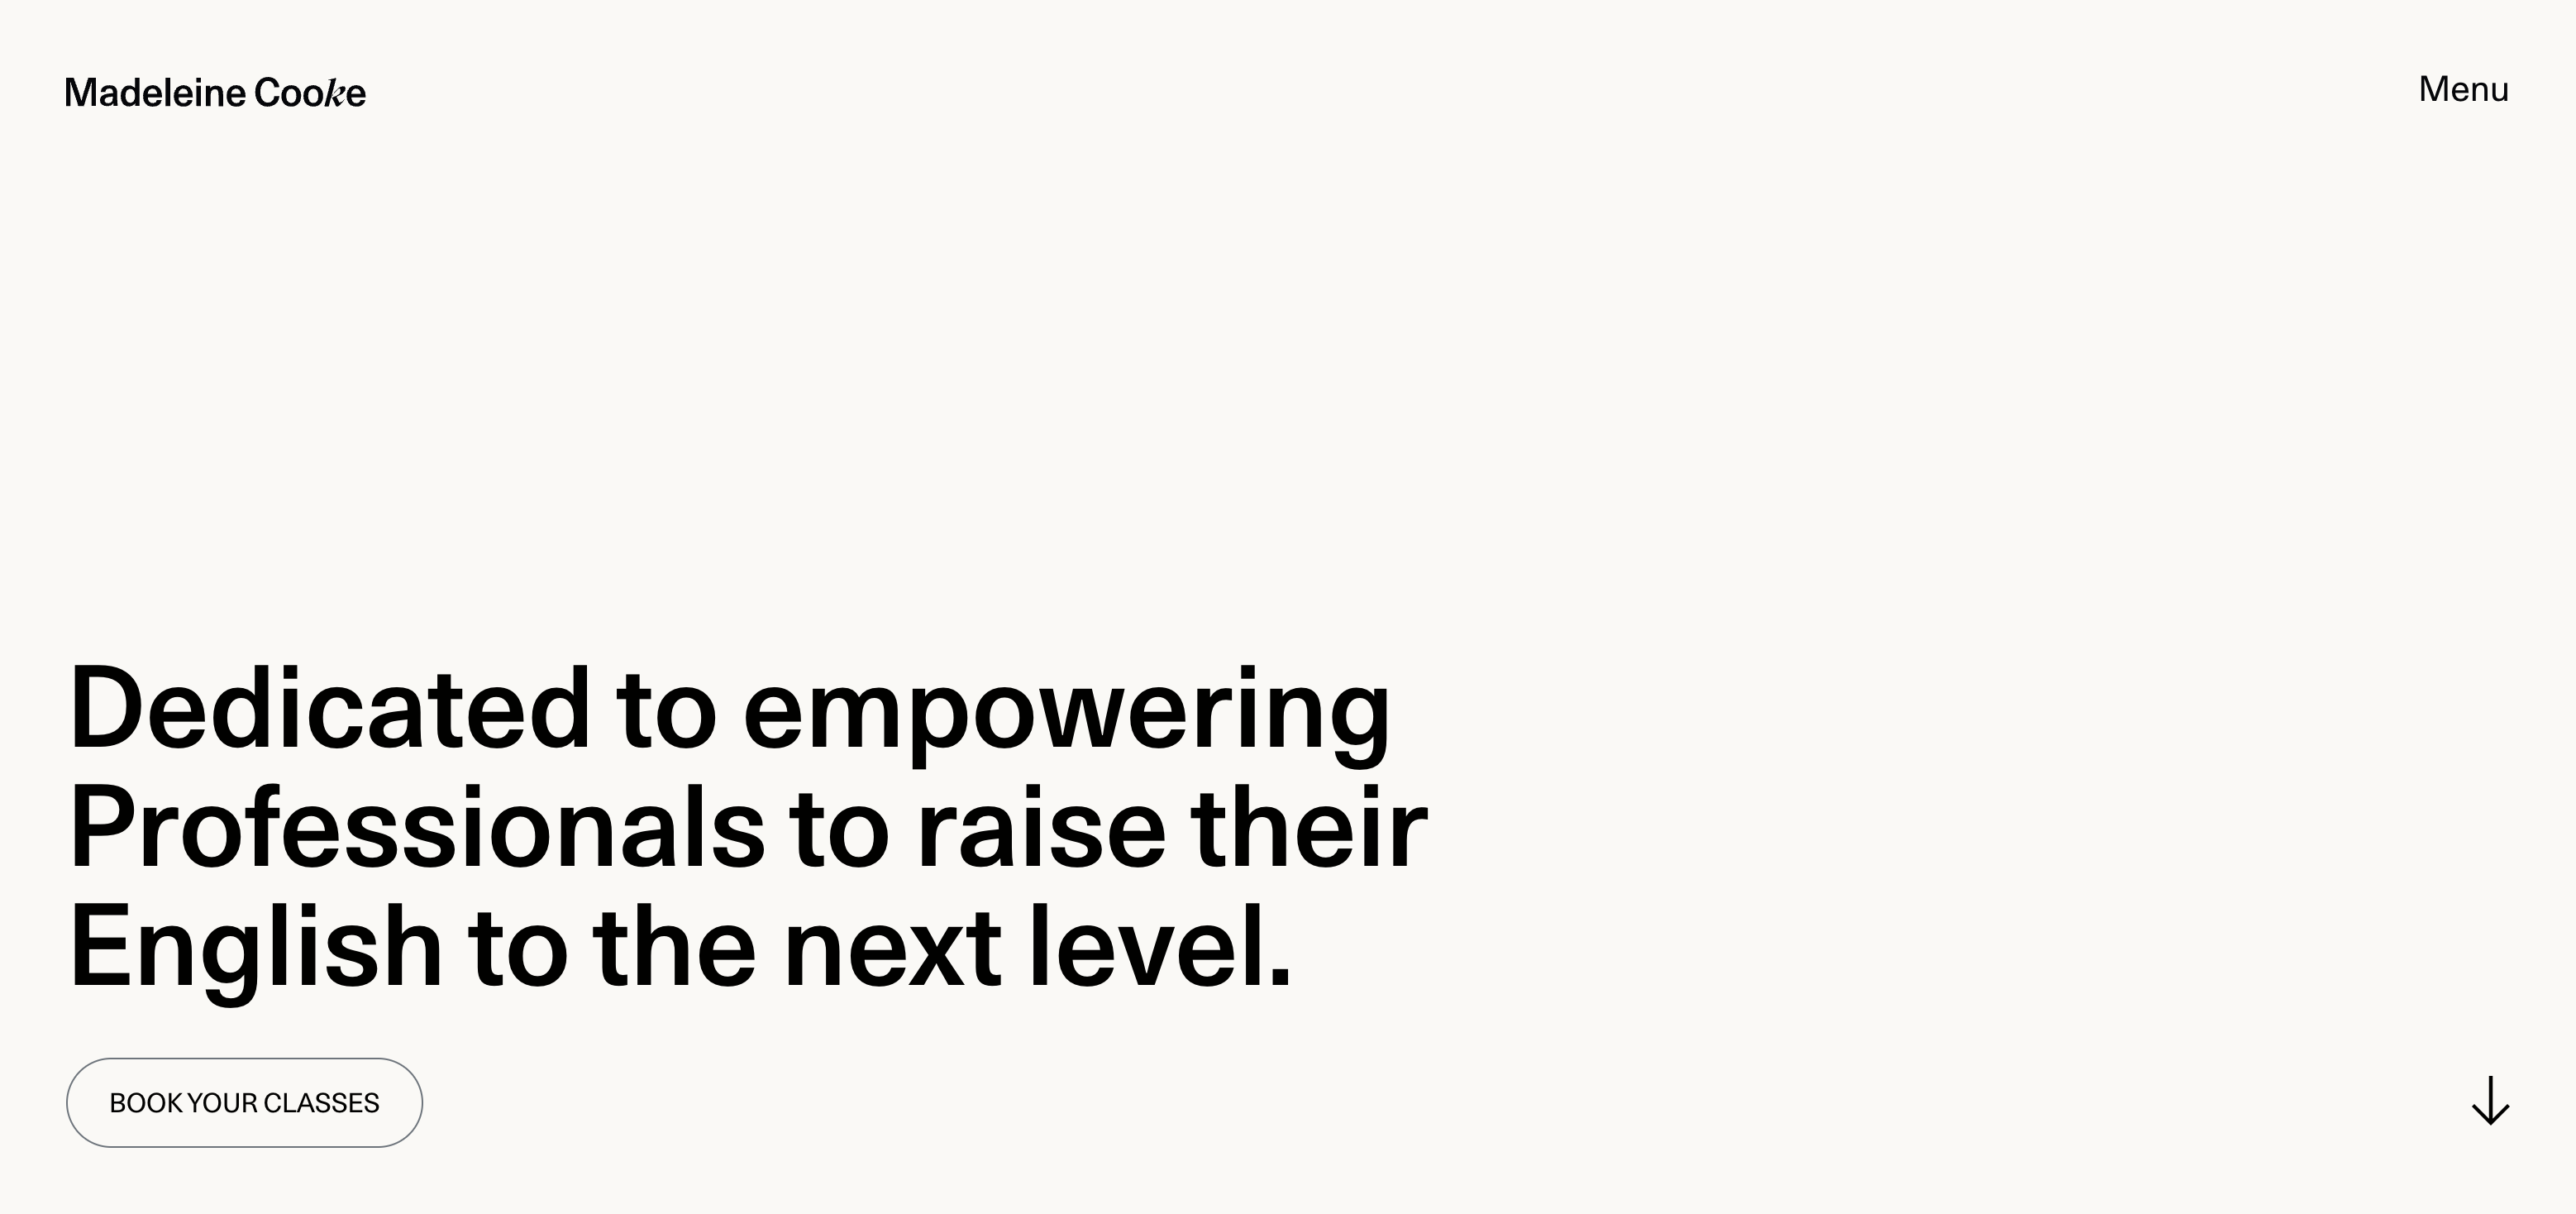 Madeleine Cooke
Menu
Dedicated to empowering
Professionals to raise their
English to the next level.
BOOK YOUR CLASSES